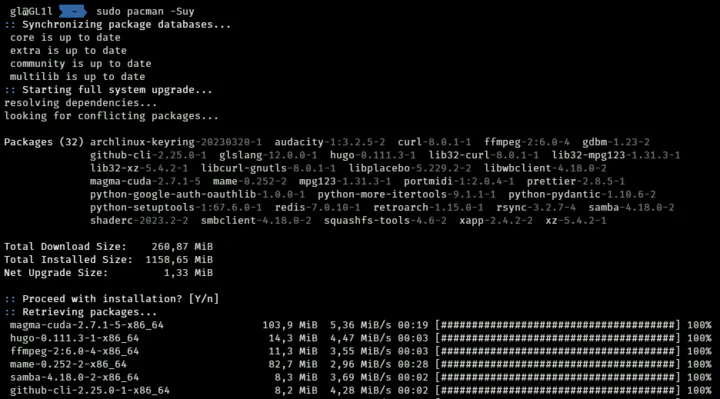 gl@GL1l ~ sudo pacman -Suy
:: Synchronizing package databases...
core is up to date
extra is up to date
community is up to date
multilib is up to date
:: Starting full system upgrade...
resolving dependencies...
looking for conflicting packages...
Packages (32) archlinux-keyring-20230320-1 audacity-1:3.2.5-2 curl-8.0.1-1 ffmpeg-2:6.0-4 gdbm-1.23-2
github-cli-2.25.0-1 glslang-12.0.0-1 hugo-0.111.3-1 lib32-curl-8.0.1-1 lib32-mpg123-1.31.3-1
lib32-xz-5.4.2-1 libcurl-gnutls-8.0.1-1 libplacebo-5.229.2-2 libwbclient-4.18.0-2
magma-cuda-2.7.1-5 mame-0.252-2 mpg123-1.31.3-1 portmidi-1:2.0.4-1 prettier-2.8.5-1
python-google-auth-oauthlib-1.0.0-1 python-more-itertools-9.1.1-1 python-pydantic-1.10.6-2
python-setuptools-1:67.6.0-1 redis-7.0.10-1 retroarch-1.15.0-1 rsync-3.2.7-4 samba-4.18.0-2
shaderc-2023.2-2 smbclient-4.18.0-2 squashfs-tools-4.6-2 xapp-2.4.2-2 xz-5.4.2-1
Total Download Size: 260,87 MiB
Total Installed Size: 1158,65 MiB
Net Upgrade Size: 1,33 MiB
:: Proceed with installation? [Y/n]
:: Retrieving packages...
magma-cuda-2.7.1-5-x86_64 103,9 MiB 5,36 MiB/s 00:19 [#######################################] 100%
hugo-0.111.3-1-x86_64 14,3 MiB 4,47 MiB/s 00:03 [#######################################] 100%
ffmpeg-2:6.0-4-x86_64 11,3 MiB 3,55 MiB/s 00:03 [#######################################] 100%
mame-0.252-2-x86_64 82,7 MiB 2,96 MiB/s 00:28 [#######################################] 100%
samba-4.18.0-2-x86_64 8,3 MiB 3,69 MiB/s 00:02 [#######################################] 100%
github-cli-2.25.0-1-x86_64 8,2 MiB 4,28 MiB/s 00:02 [#######################################] 100%